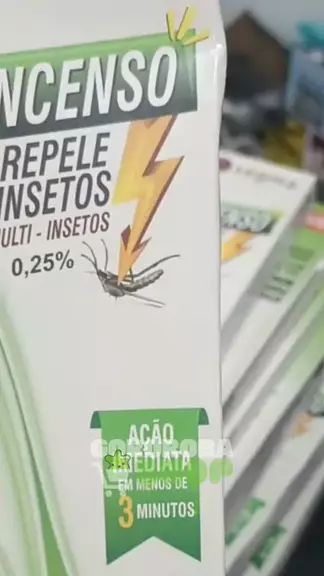 NCENSO
REPELE
INSETOS
ULTI - INSETOS
0,25%
AÇÃO
IMEDIATA
EM MENOS DE
3 MINUTOS